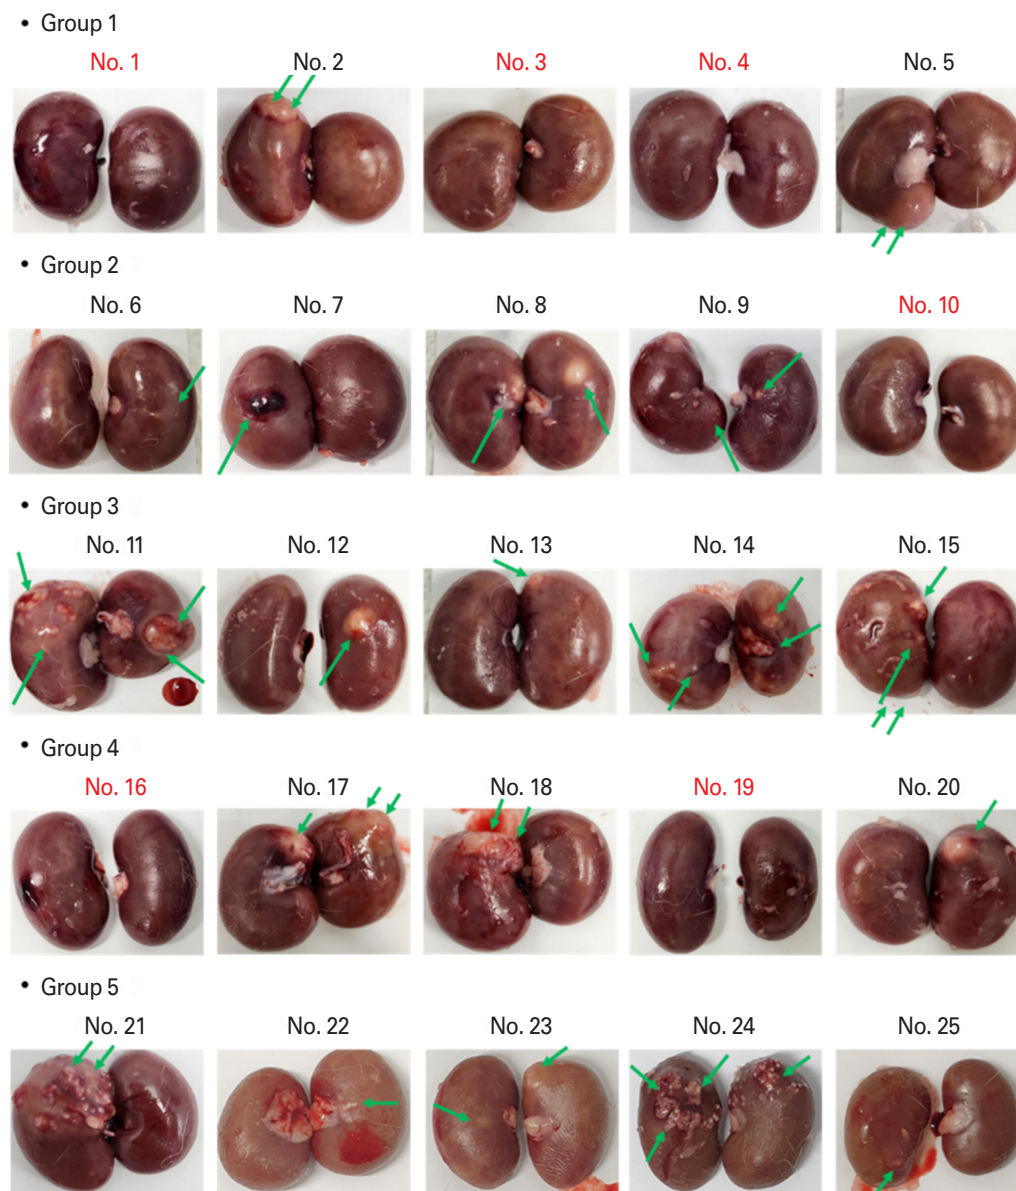 • Group 1
No. 1 No. 2 No. 3 No. 4 No. 5
• Group 2
No. 6 No. 7 No. 8 No. 9 No. 10
• Group 3
No. 11 No. 12 No. 13 No. 14 No. 15
• Group 4
No. 16 No. 17 No. 18 No. 19 No. 20
• Group 5
No. 21 No. 22 No. 23 No. 24 No. 25